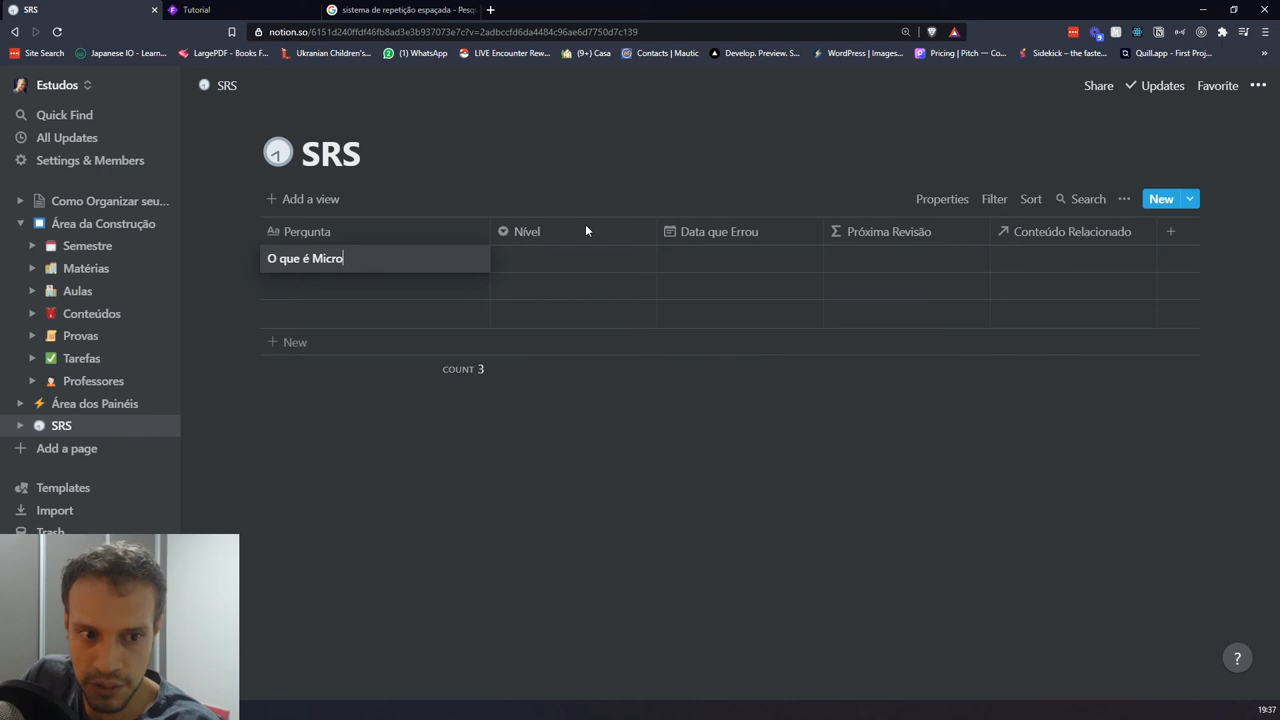 SRS
Tutorial
sistema de repetição espaçada - Pesq
notion.so/6151d240ffdf46fb8ad3e3b937073e7c?v=2adbccfd6da4484c96ae6d7750d7c139
Site Search
Japanese IO - Learn...
LargePDF - Books F...
Ukranian Children's...
(1) WhatsApp
LIVE Encounter Rew...
(9+) Casa
Contacts | Mautic
Develop. Preview. S...
WordPress | Images...
Pricing | Pitch — Co...
Sidekick – the faste...
Quill.app - First Proj...
Estudos
SRS
Share
Updates
Favorite
Quick Find
All Updates
Settings & Members
SRS
Como Organizar seu...
Área da Construção
Semestre
Matérias
Aulas
Conteúdos
Provas
Tarefas
Professores
Área dos Painéis
SRS
Add a page
Templates
Import
Trash
Add a view
Properties
Filter
Sort
Search
New
Aa Pergunta
Nível
Data que Errou
Próxima Revisão
Conteúdo Relacionado
O que é Micro
New
COUNT 3
?
19:37